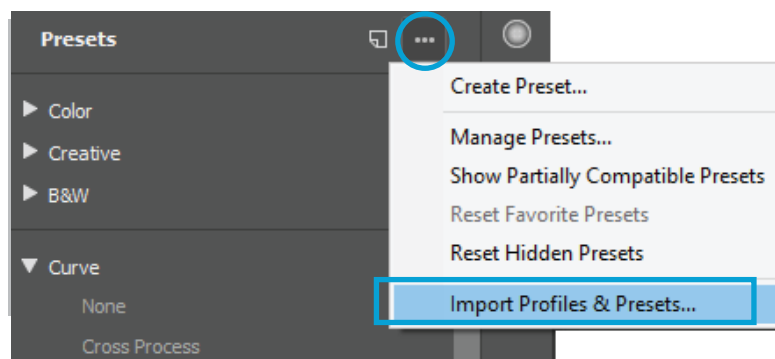 Presets
Color
Creative
B&W
Curve
None
Cross Process
Create Preset...
Manage Presets...
Show Partially Compatible Presets
Reset Favorite Presets
Reset Hidden Presets
Import Profiles & Presets...